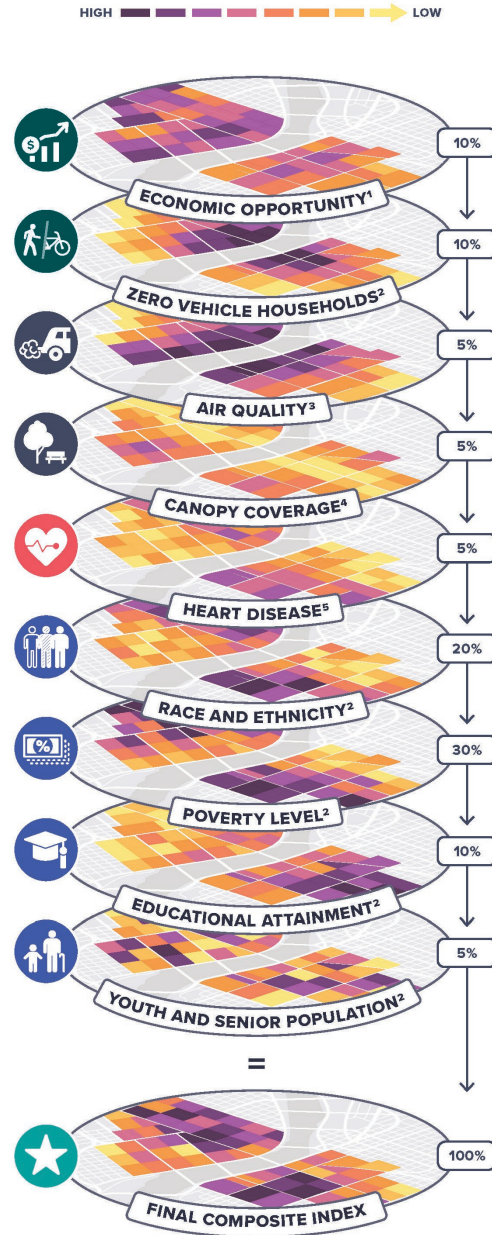 HIGH LOW
10%
ECONOMIC OPPORTUNITY¹
10%
ZERO VEHICLE HOUSEHOLDS²
5%
AIR QUALITY³
5%
CANOPY COVERAGE⁴
5%
HEART DISEASE⁵
20%
RACE AND ETHNICITY²
30%
POVERTY LEVEL²
10%
EDUCATIONAL ATTAINMENT²
5%
YOUTH AND SENIOR POPULATION²
=
100%
FINAL COMPOSITE INDEX
$
%